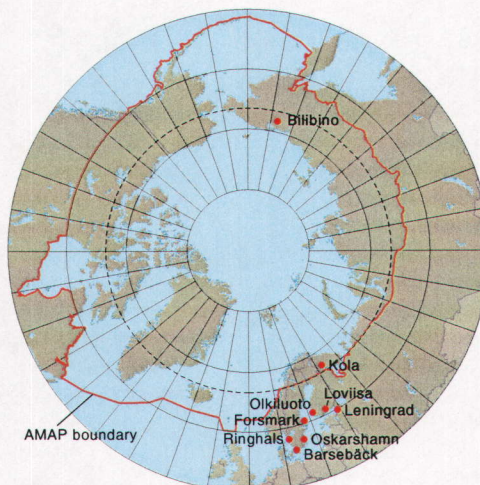 Bilibino
Kola
Loviisa
Olkiluoto
Leningrad
Forsmark
AMAP boundary
Ringhals
Oskarshamn
Barsebäck